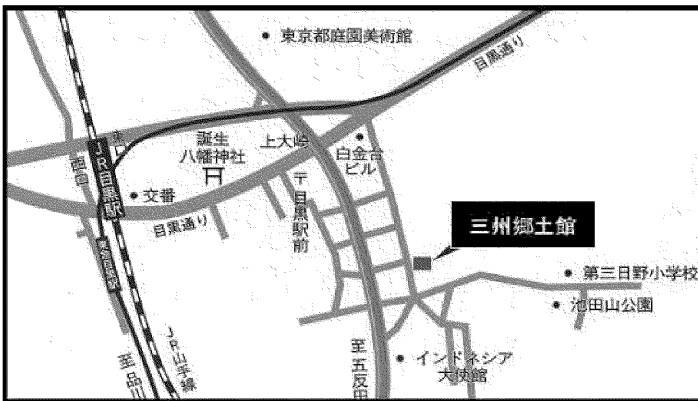 東京都庭園美術館
目黒通り
東口
誕生
八幡神社
上大崎
白金台
ビル
JR目黒駅
西口
交番
目黒通り
〒目黒駅前
三州郷土館
第三日野小学校
池田山公園
JR山手線
至品川
至五反田
インドネシア
大使館